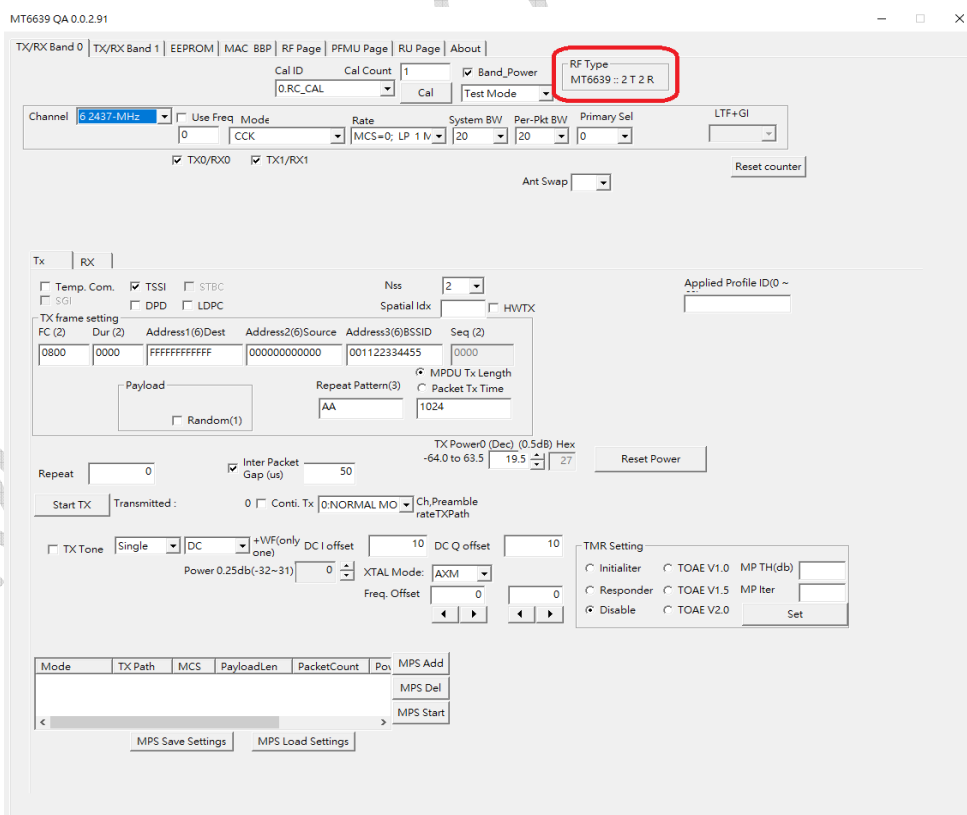 MT6639 QA 0.0.2.91
TX/RX Band 0 TX/RX Band 1 EEPROM MAC BBP RF Page PFMU Page RU Page About
Cal ID Cal Count 1 Band_Power RF Type
0.RC_CAL Cal Test Mode MT6639 :: 2 T 2 R
Channel 6 2437-MHz Use Freq Mode Rate System BW Per-Pkt BW Primary Sel LTF+GI
0 CCK MCS=0; LP 1 M 20 20 0
TX0/RX0 TX1/RX1 Reset counter
Ant Swap
Tx RX
Temp. Com. TSSI STBC Nss 2 Applied Profile ID(0 ~
SGI DPD LDPC Spatial Idx HWTX
TX frame setting
FC (2) Dur (2) Address1(6)Dest Address2(6)Source Address3(6)BSSID Seq (2)
0800 0000 FFFFFFFFFFFF 000000000000 001122334455 0000
MPDU Tx Length
Payload Repeat Pattern(3) Packet Tx Time
Random(1) AA 1024
TX Power0 (Dec) (0.5dB) Hex
-64.0 to 63.5 19.5 27 Reset Power
Repeat 0 Inter Packet Gap (us) 50
Start TX Transmitted : 0 Conti. Tx 0:NORMAL MO Ch,Preamble
rateTXPath
TX Tone Single DC +WF(only one) DC I offset 10 DC Q offset 10 TMR Setting
Power 0.25db(-32~31) 0 XTAL Mode: AXM Initialiter TOAE V1.0 MP TH(db)
Freq. Offset 0 0 Responder TOAE V1.5 MP Iter
Disable TOAE V2.0 Set
Mode TX Path MCS PayloadLen PacketCount MPS Add
MPS Del
MPS Start
MPS Save Settings MPS Load Settings